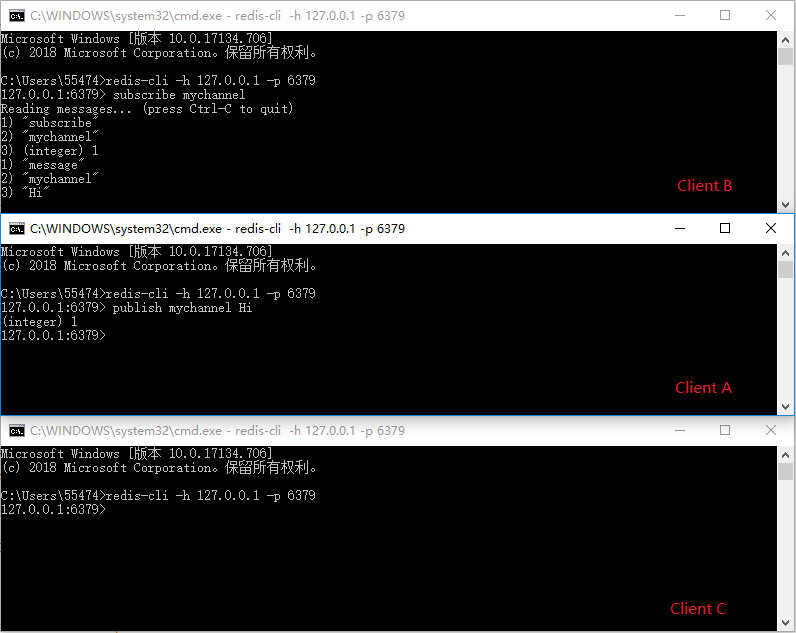 C:\WINDOWS\system32\cmd.exe - redis-cli  -h 127.0.0.1 -p 6379
Microsoft Windows [版本 10.0.17134.706]
(c) 2018 Microsoft Corporation。保留所有权利。
C:\Users\55474>redis-cli -h 127.0.0.1 -p 6379
127.0.0.1:6379> subscribe mychannel
Reading messages... (press Ctrl-C to quit)
1) "subscribe"
2) "mychannel"
3) (integer) 1
1) "message"
2) "mychannel"
3) "Hi"
Client B
C:\WINDOWS\system32\cmd.exe - redis-cli  -h 127.0.0.1 -p 6379
Microsoft Windows [版本 10.0.17134.706]
(c) 2018 Microsoft Corporation。保留所有权利。
C:\Users\55474>redis-cli -h 127.0.0.1 -p 6379
127.0.0.1:6379> publish mychannel Hi
(integer) 1
127.0.0.1:6379>
Client A
C:\WINDOWS\system32\cmd.exe - redis-cli  -h 127.0.0.1 -p 6379
Microsoft Windows [版本 10.0.17134.706]
(c) 2018 Microsoft Corporation。保留所有权利。
C:\Users\55474>redis-cli -h 127.0.0.1 -p 6379
127.0.0.1:6379>
Client C